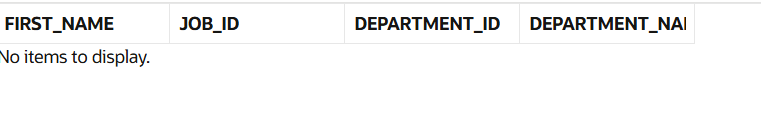 FIRST_NAME JOB_ID DEPARTMENT_ID DEPARTMENT_NA
No items to display.